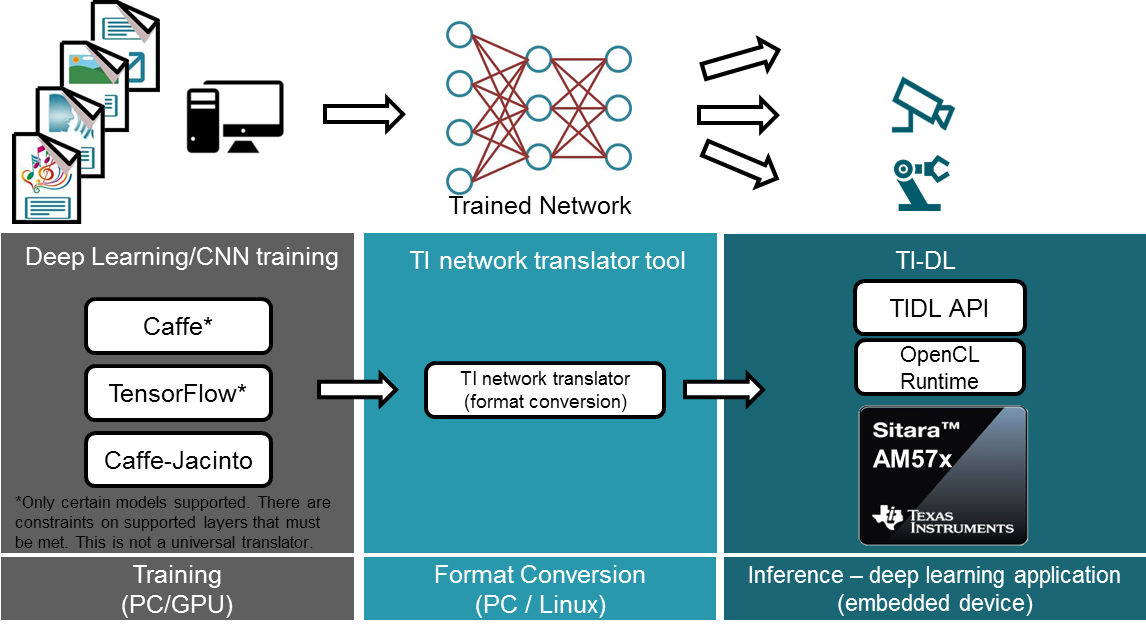 Trained Network
Deep Learning/CNN training
Caffe*
TensorFlow*
Caffe-Jacinto
*Only certain models supported. There are
constraints on supported layers that must
be met. This is not a universal translator.
Training
(PC/GPU)
TI network translator tool
TI network translator
(format conversion)
Format Conversion
(PC / Linux)
TI-DL
TIDL API
OpenCL
Runtime
Sitara™
AM57x
TEXAS
INSTRUMENTS
Inference – deep learning application
(embedded device)